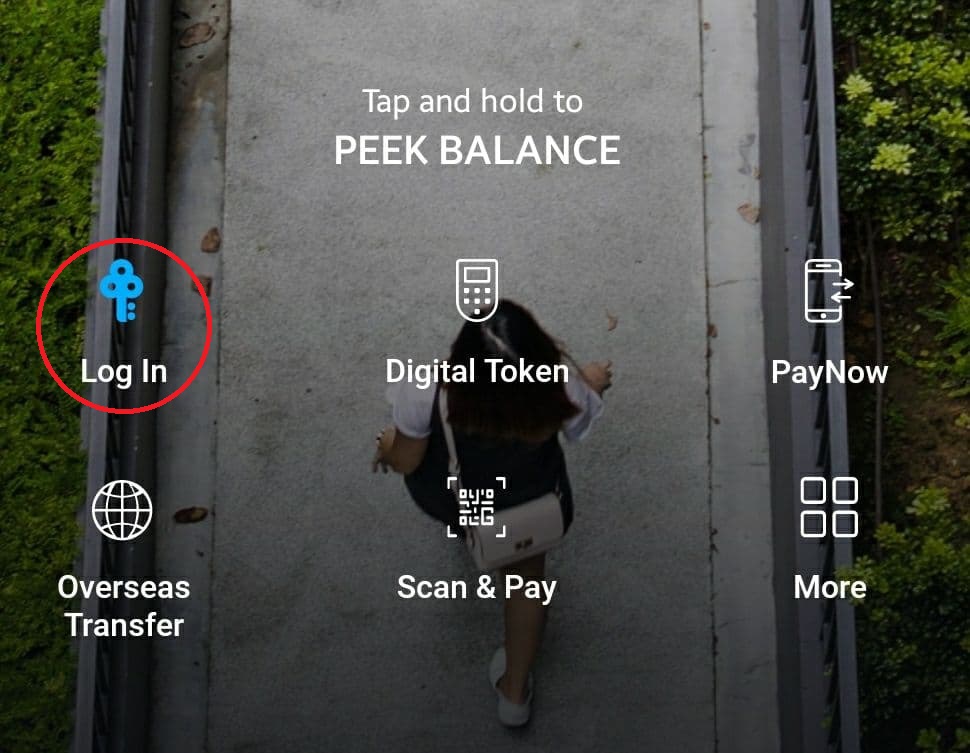 Tap and hold to
PEEK BALANCE
Log In
Digital Token
PayNow
Overseas
Transfer
Scan & Pay
More